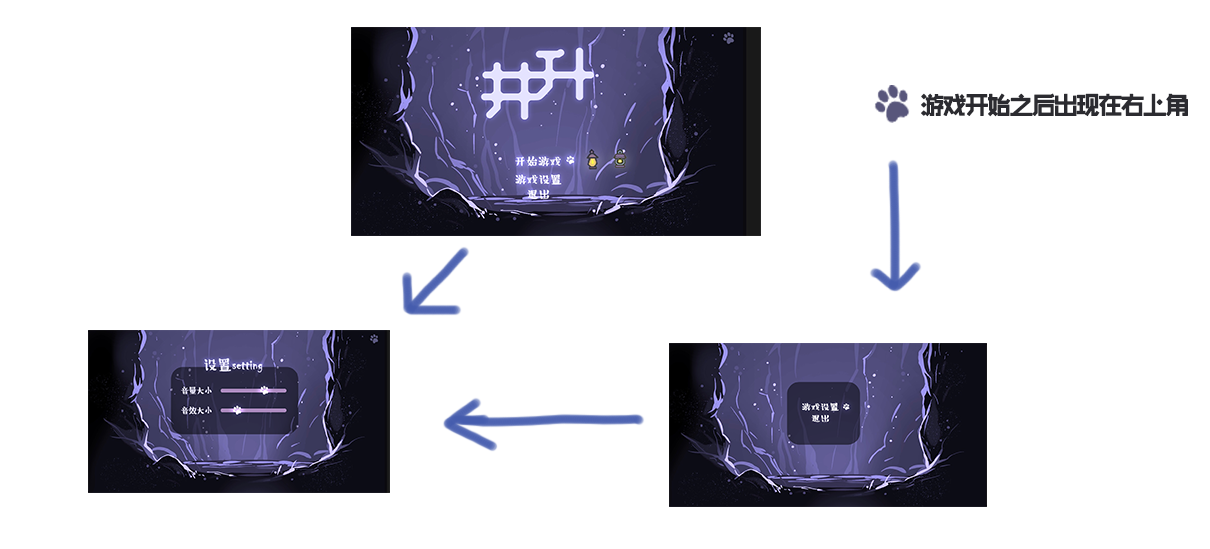 井升
开始游戏
游戏设置
退出
游戏开始之后出现在右上角
设置setting
音量大小
音效大小
游戏设置
退出